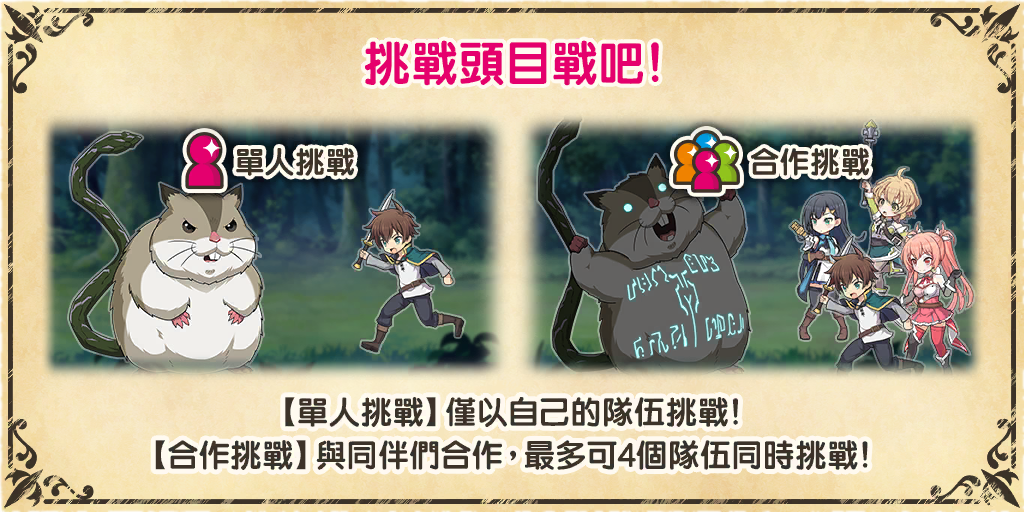 挑戰頭目戰吧!
單人挑戰
合作挑戰
【單人挑戰】僅以自己的隊伍挑戰!
【合作挑戰】與同伴們合作，最多可4個隊伍同時挑戰!